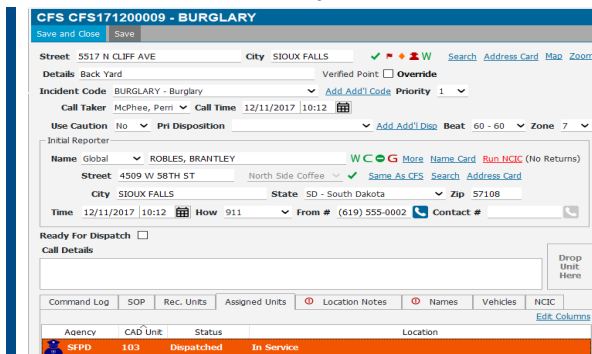 CFS CFS171200009 - BURGLARY
Save and Close Save
Street 5517 N CLIFF AVE City SIOUX FALLS W Search Address Card Map Zoom
Details Back Yard Verified Point Override
Incident Code BURGLARY - Burglary Add Add'l Code Priority 1
Call Taker McPhee, Perri Call Time 12/11/2017 10:12
Use Caution No Pri Disposition Add Add'l Disp Beat 60 - 60 Zone 7
Initial Reporter
Name Global ROBLES, BRANTLEY W C G More Name Card Run NCIC (No Returns)
Street 4509 W 58TH ST North Side Coffee Same As CFS Search Address Card
City SIOUX FALLS State SD - South Dakota Zip 57108
Time 12/11/2017 10:12 How 911 From # (619) 555-0002 Contact #
Ready For Dispatch
Call Details
Drop
Unit
Here
Command Log SOP Rec. Units Assigned Units Location Notes Names Vehicles NCIC
Edit Columns
Agency CAD Unit Status Location
SFPD 103 Dispatched In Service